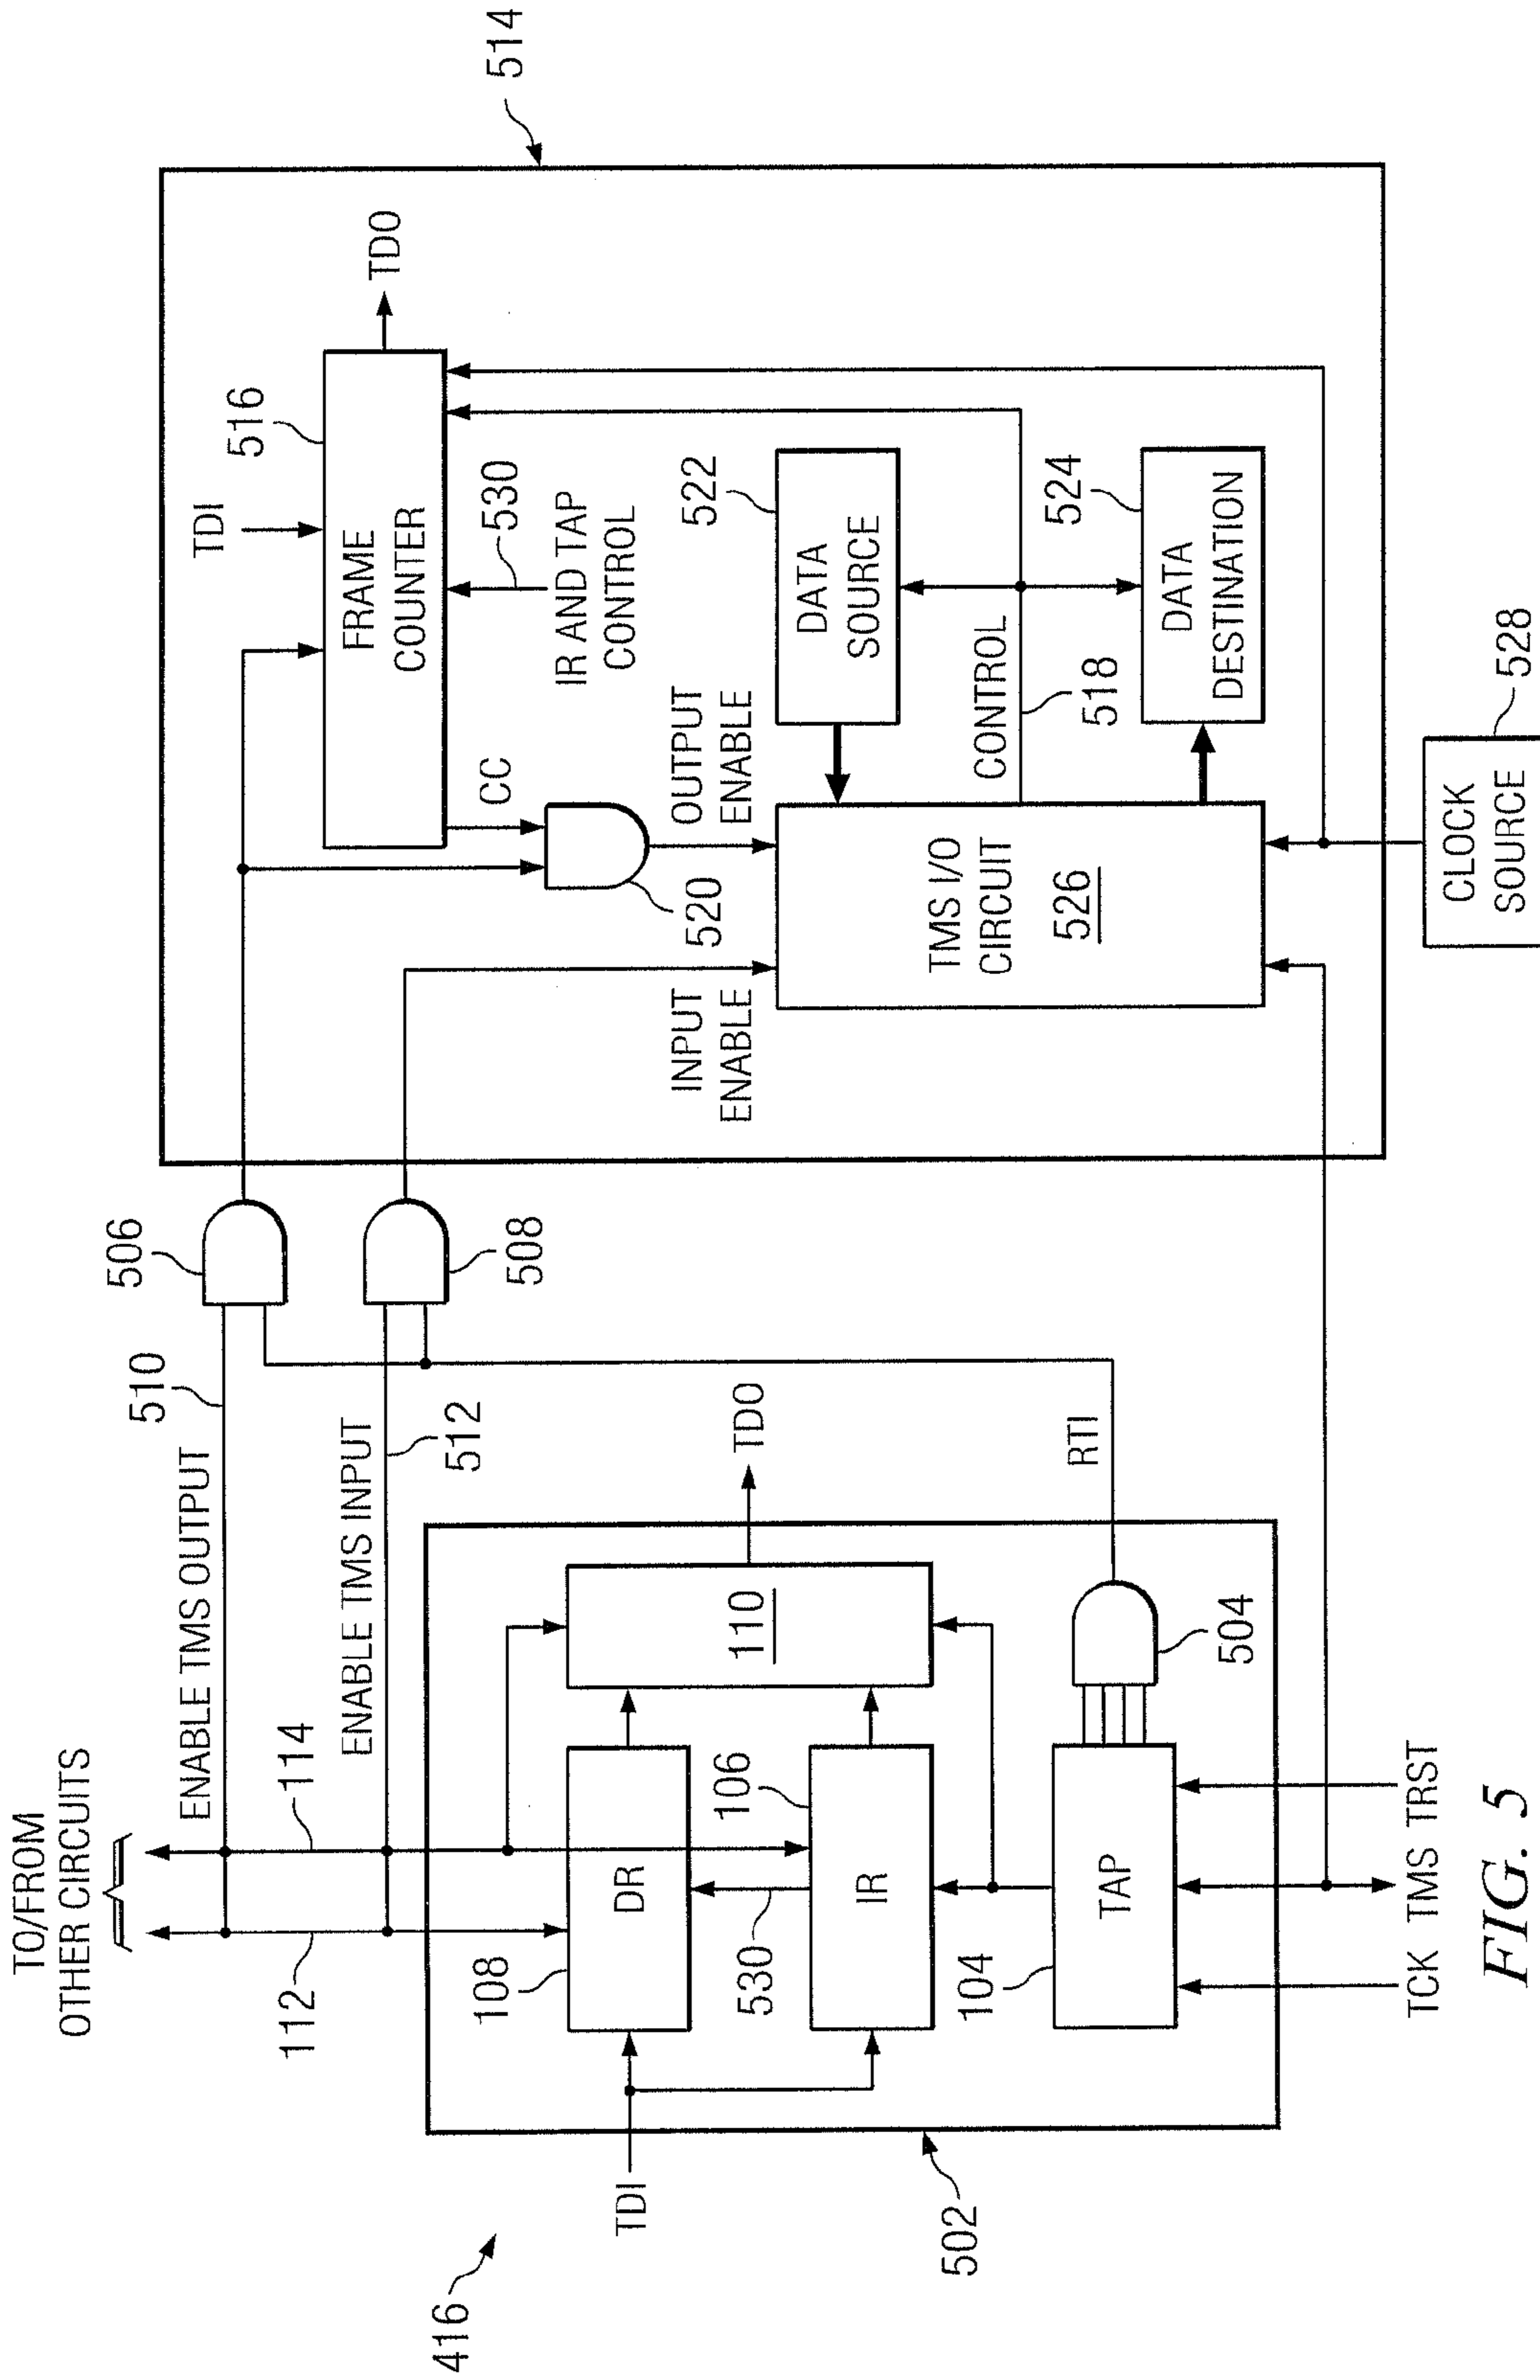 416
TO/FROM
OTHER CIRCUITS
112
114
ENABLE TMS OUTPUT
510
506
ENABLE TMS INPUT
512
508
TDI
502
108
DR
530
106
IR
110
TDO
104
TAP
504
RTI
TCK TMS TRST
514
TDI
516
FRAME
COUNTER
TDO
CC
530
IR AND TAP
CONTROL
520
INPUT
ENABLE
OUTPUT
ENABLE
522
DATA
SOURCE
TMS I/O
CIRCUIT
526
CONTROL
518
524
DATA
DESTINATION
CLOCK
SOURCE
528
FIG. 5